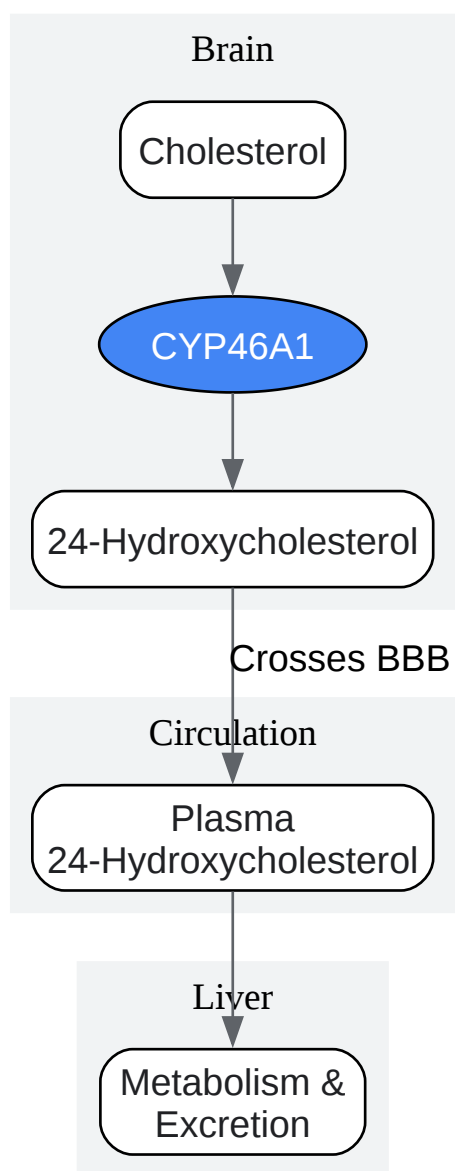 Brain
Cholesterol
CYP46A1
24-Hydroxycholesterol
Crosses BBB
Circulation
Plasma
24-Hydroxycholesterol
Liver
Metabolism &
Excretion